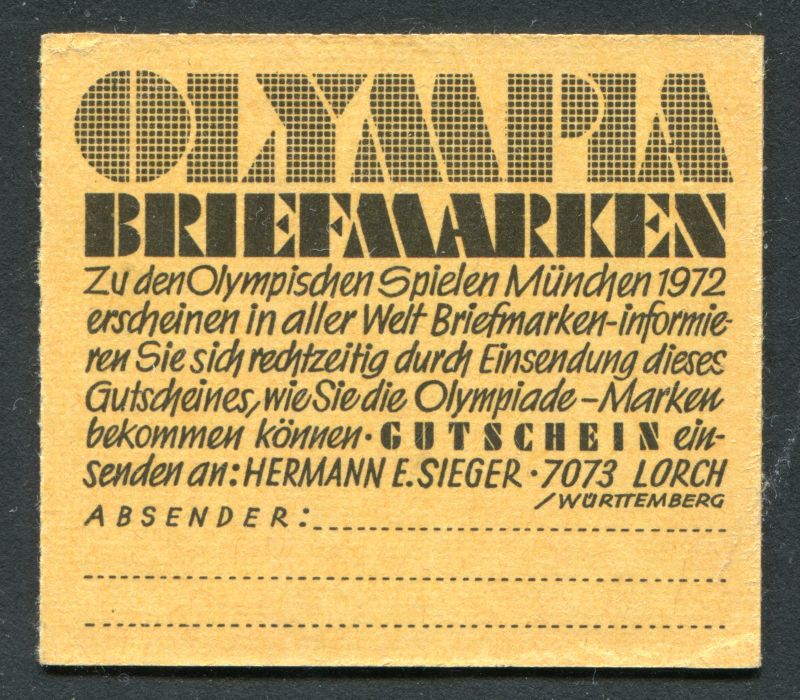 OLYMPIA
BRIEFMARKEN
Zu den Olympischen Spielen München 1972
erscheinen in aller Welt Briefmarken-informie-
ren Sie sich rechtzeitig durch Einsendung dieses
Gutscheines, wie Sie die Olympiade-Marken
bekommen können · GUTSCHEIN ein-
senden an: HERMANN E. SIEGER · 7073 LORCH
/WÜRTTEMBERG
ABSENDER: